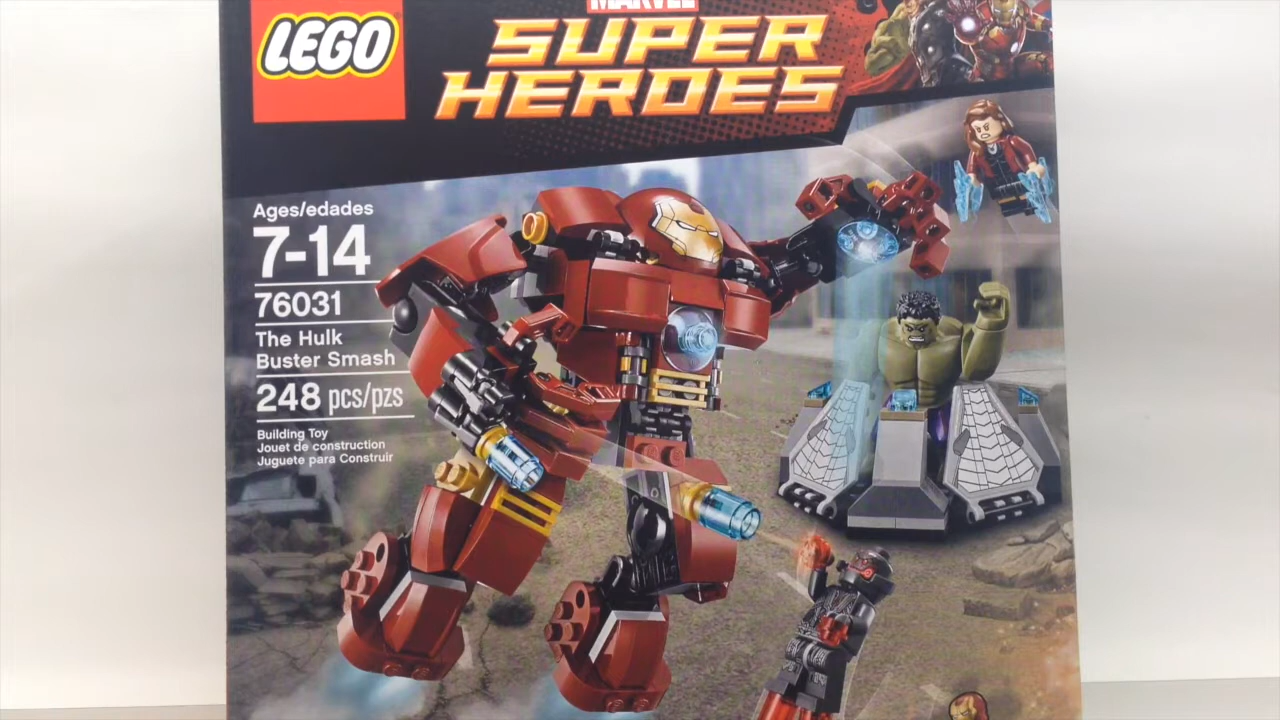 LEGO
MARVEL
SUPER
HEROES
Ages/edades
7-14
76031
The Hulk
Buster Smash
248 pcs/pzs
Building Toy
Jouet de construction
Juguete para Construir